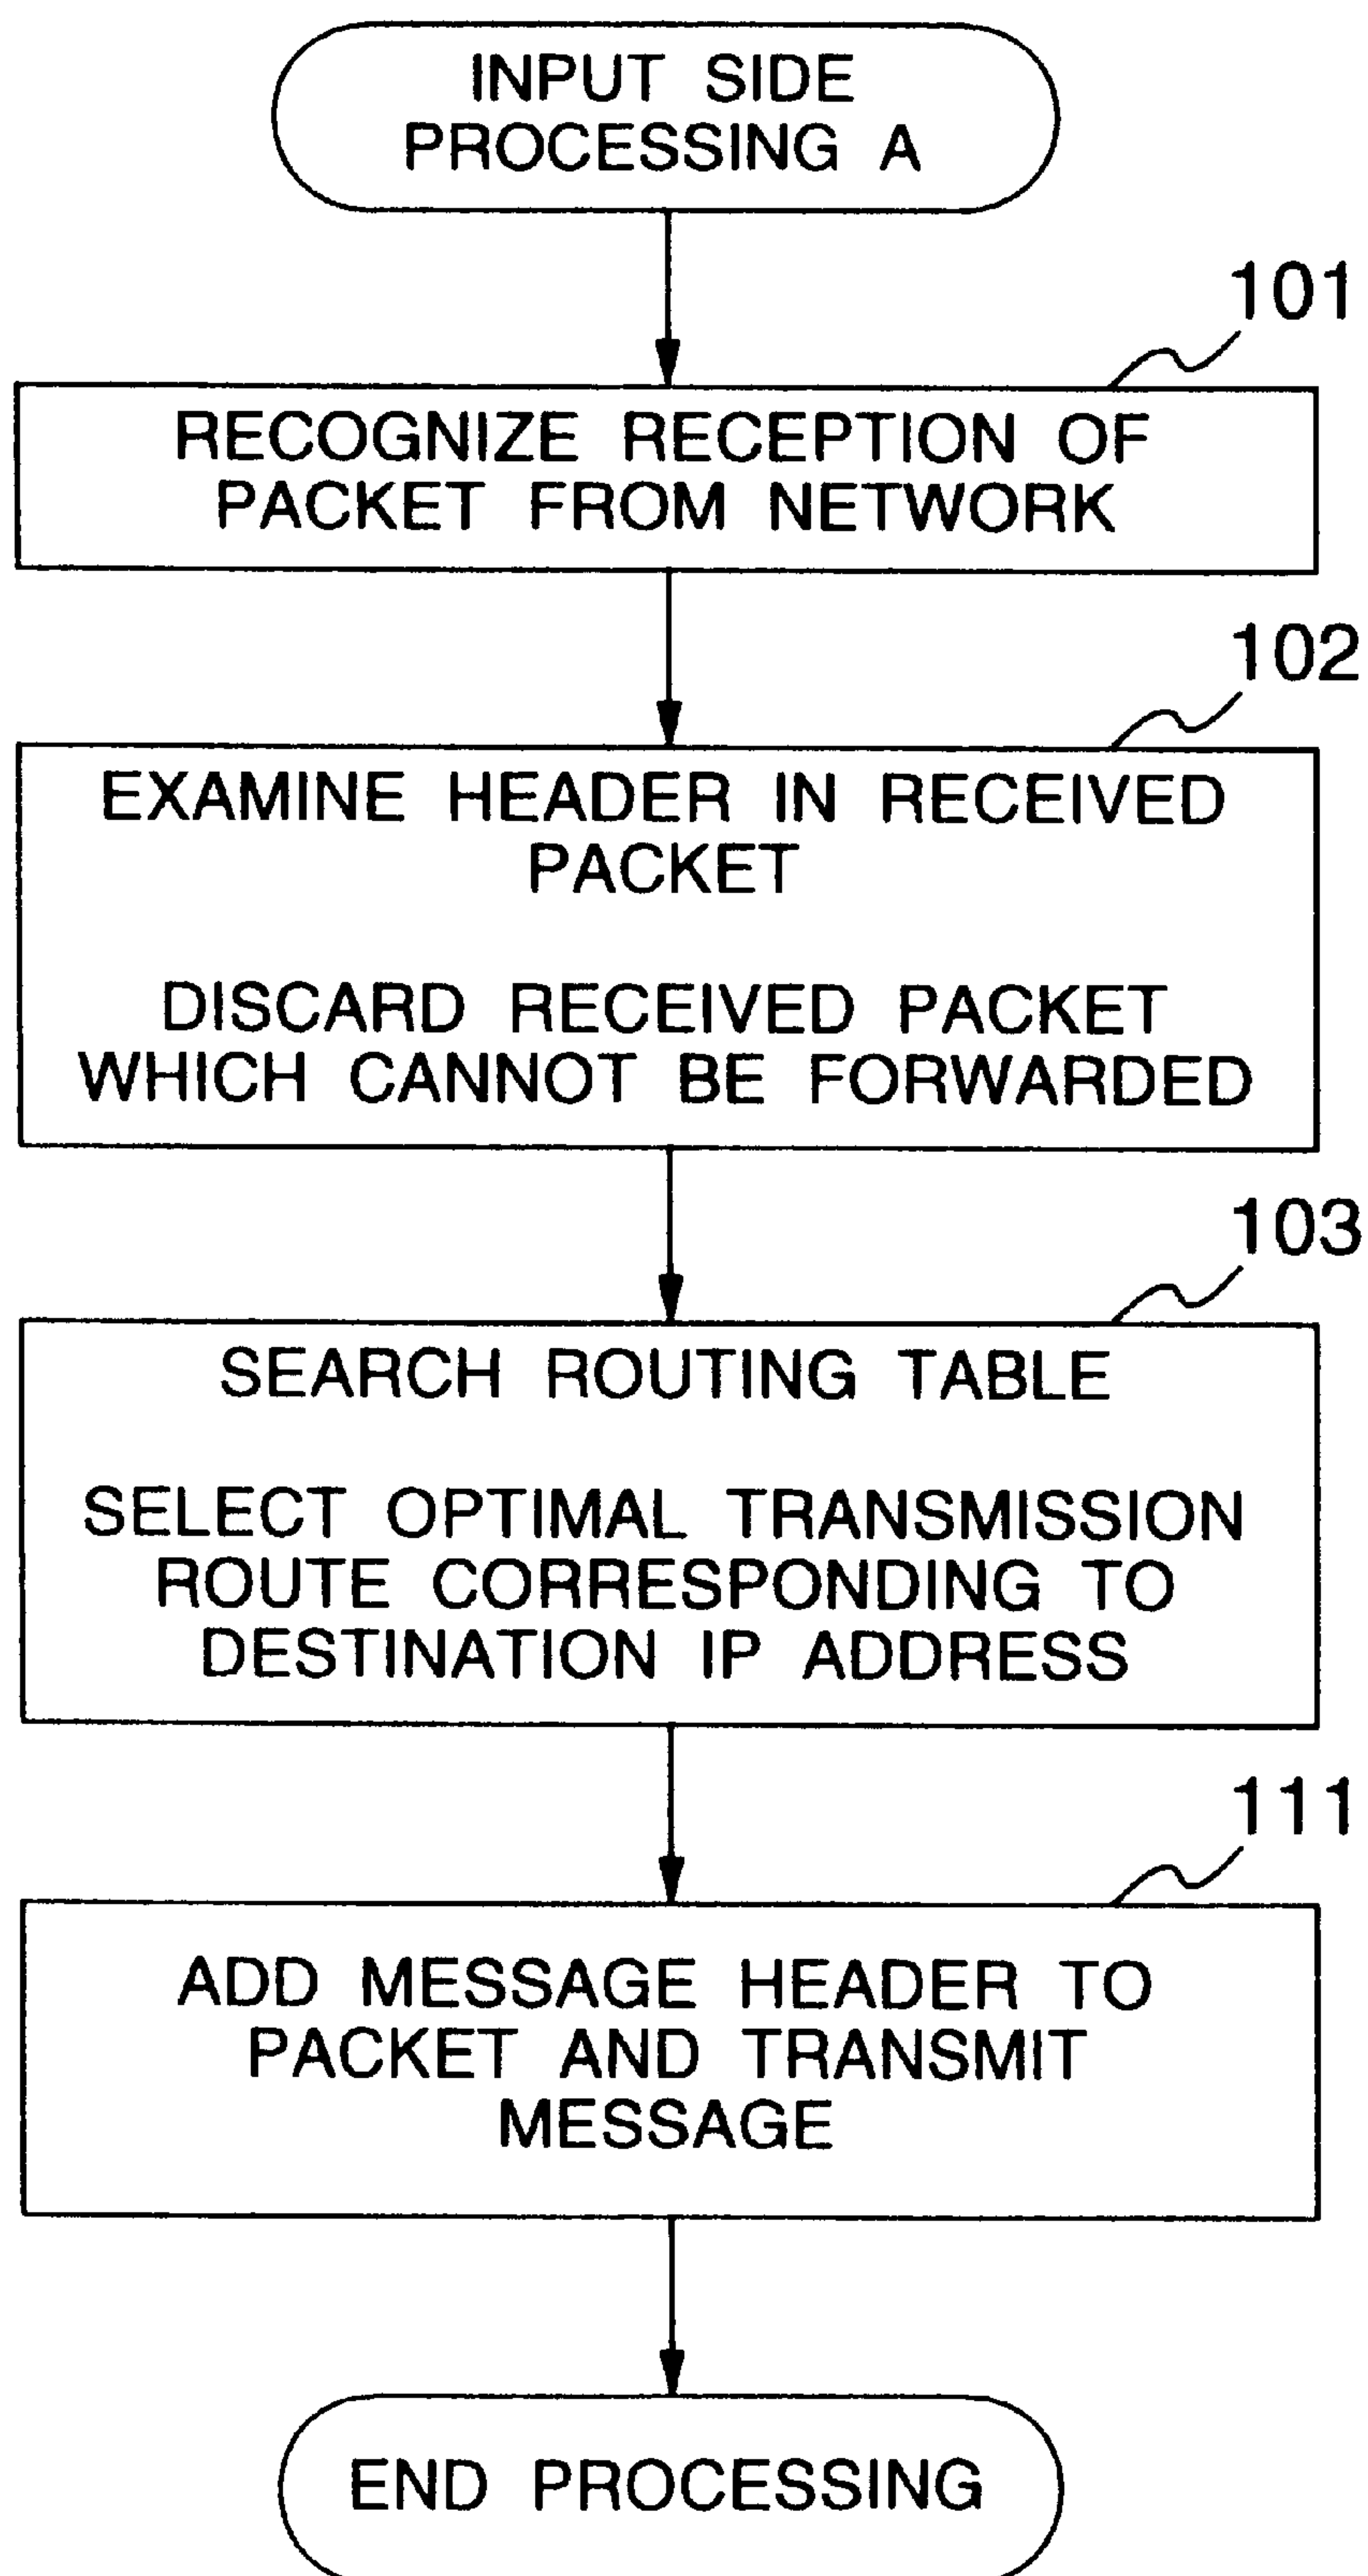 INPUT SIDE
PROCESSING A
101
RECOGNIZE RECEPTION OF
PACKET FROM NETWORK
102
EXAMINE HEADER IN RECEIVED
PACKET
DISCARD RECEIVED PACKET
WHICH CANNOT BE FORWARDED
103
SEARCH ROUTING TABLE
SELECT OPTIMAL TRANSMISSION
ROUTE CORRESPONDING TO
DESTINATION IP ADDRESS
111
ADD MESSAGE HEADER TO
PACKET AND TRANSMIT
MESSAGE
END PROCESSING